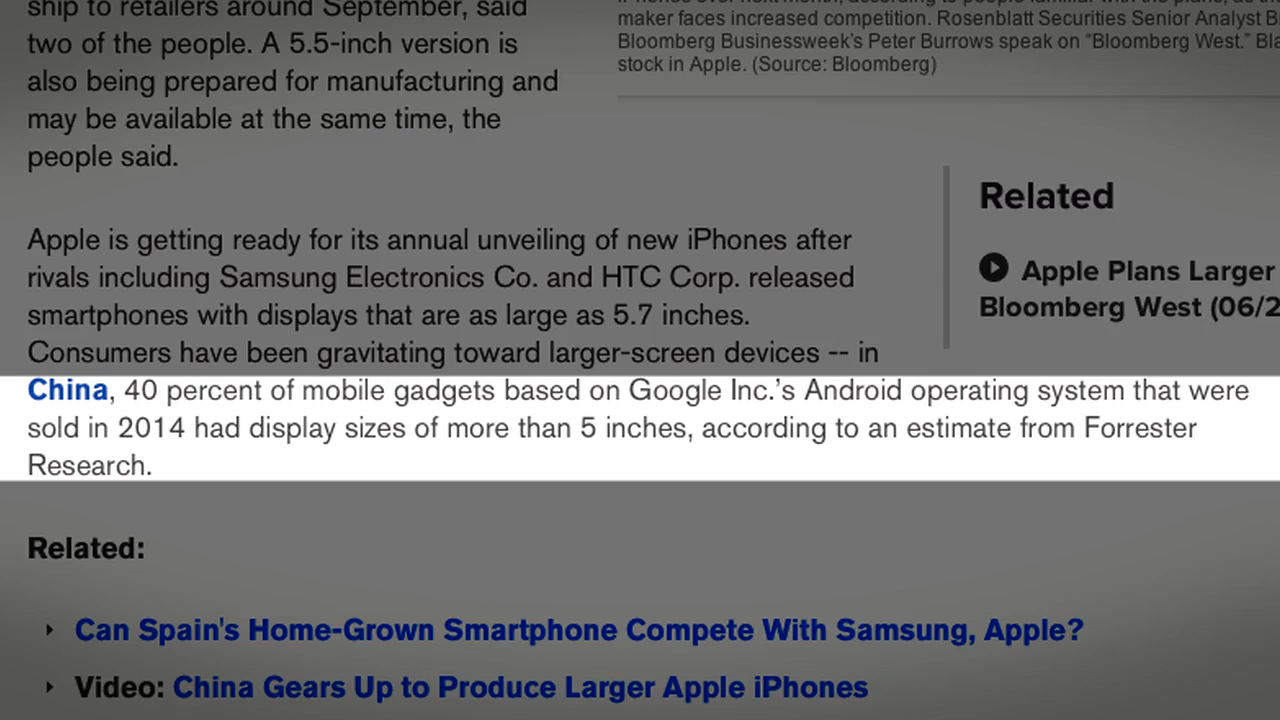 ship to retailers around September, said
two of the people. A 5.5-inch version is
also being prepared for manufacturing and
may be available at the same time, the
people said.
maker faces increased competition. Rosenblatt Securities Senior Analyst B
Bloomberg Businessweek's Peter Burrows speak on “Bloomberg West.” Bla
stock in Apple. (Source: Bloomberg)
Related
Apple Plans Larger
Bloomberg West (06/2
Apple is getting ready for its annual unveiling of new iPhones after
rivals including Samsung Electronics Co. and HTC Corp. released
smartphones with displays that are as large as 5.7 inches.
Consumers have been gravitating toward larger-screen devices -- in
China, 40 percent of mobile gadgets based on Google Inc.'s Android operating system that were
sold in 2014 had display sizes of more than 5 inches, according to an estimate from Forrester
Research.
Related:
Can Spain's Home-Grown Smartphone Compete With Samsung, Apple?
Video: China Gears Up to Produce Larger Apple iPhones